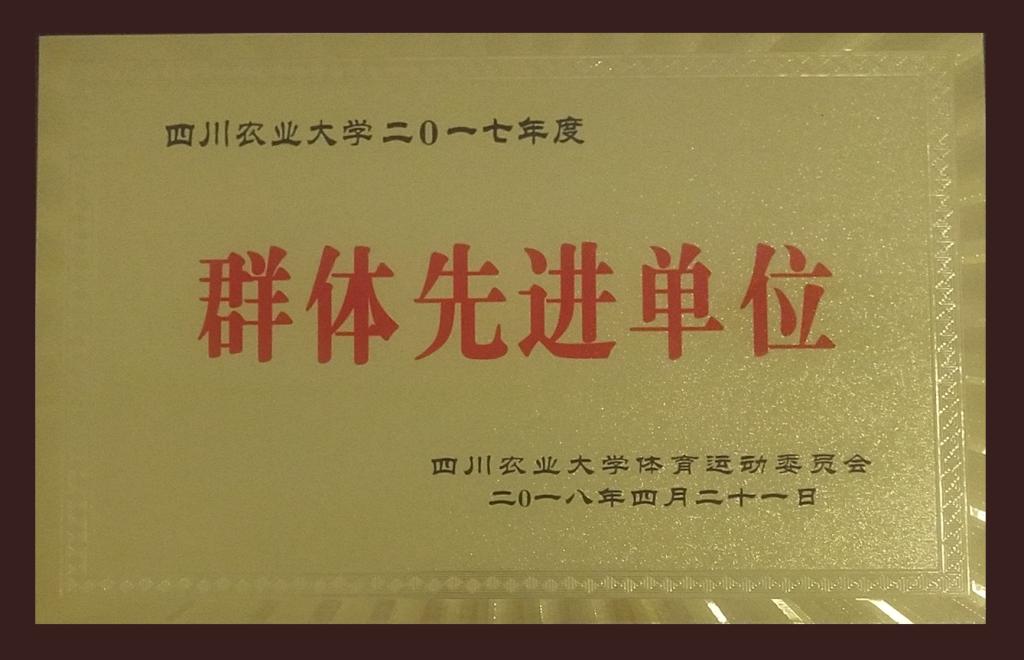 四川农业大学二0一七年度
群体先进单位
四川农业大学体育运动委员会
二0一八年四月二十一日